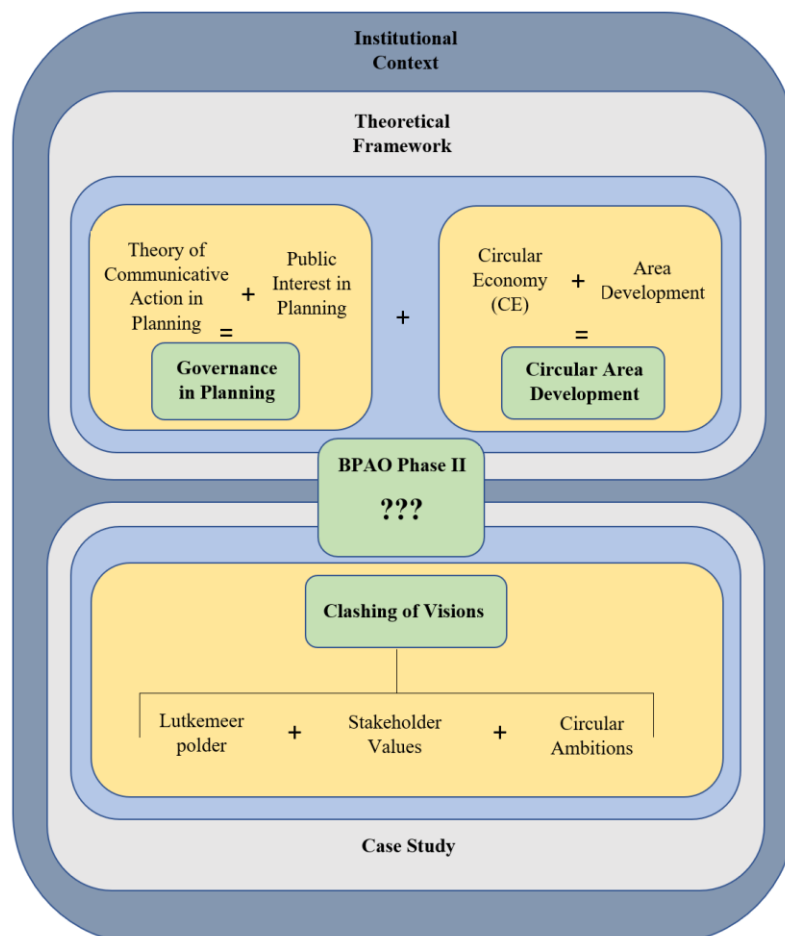 Institutional
Context
Theoretical
Framework
Theory of
Communicative
Action in
Planning
+
Public
Interest in
Planning
=
Governance
in Planning
+
Circular
Economy
(CE)
+
Area
Development
=
Circular Area
Development
BPAO Phase II
???
Clashing of Visions
Lutkemeer
polder
+
Stakeholder
Values
+
Circular
Ambitions
Case Study